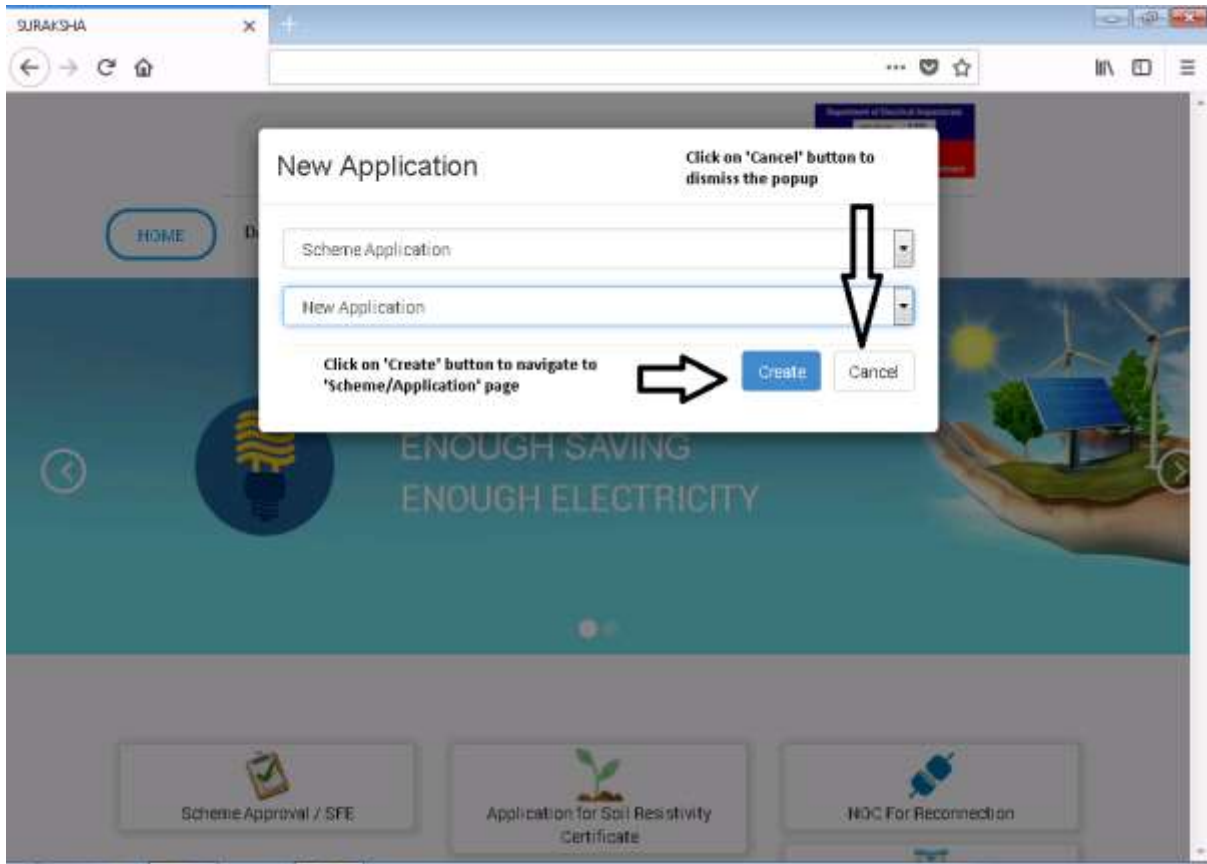 SURAKSHA
New Application
Click on 'Cancel' button to
dismiss the popup
HOME
Scheme Application
New Application
Click on 'Create' button to navigate to
'Scheme/Application' page
Create
Cancel
ENOUGH SAVING
ENOUGH ELECTRICITY
Scheme Approval / SFE
Application for Soil Resistivity
Certificate
NOC For Reconnection